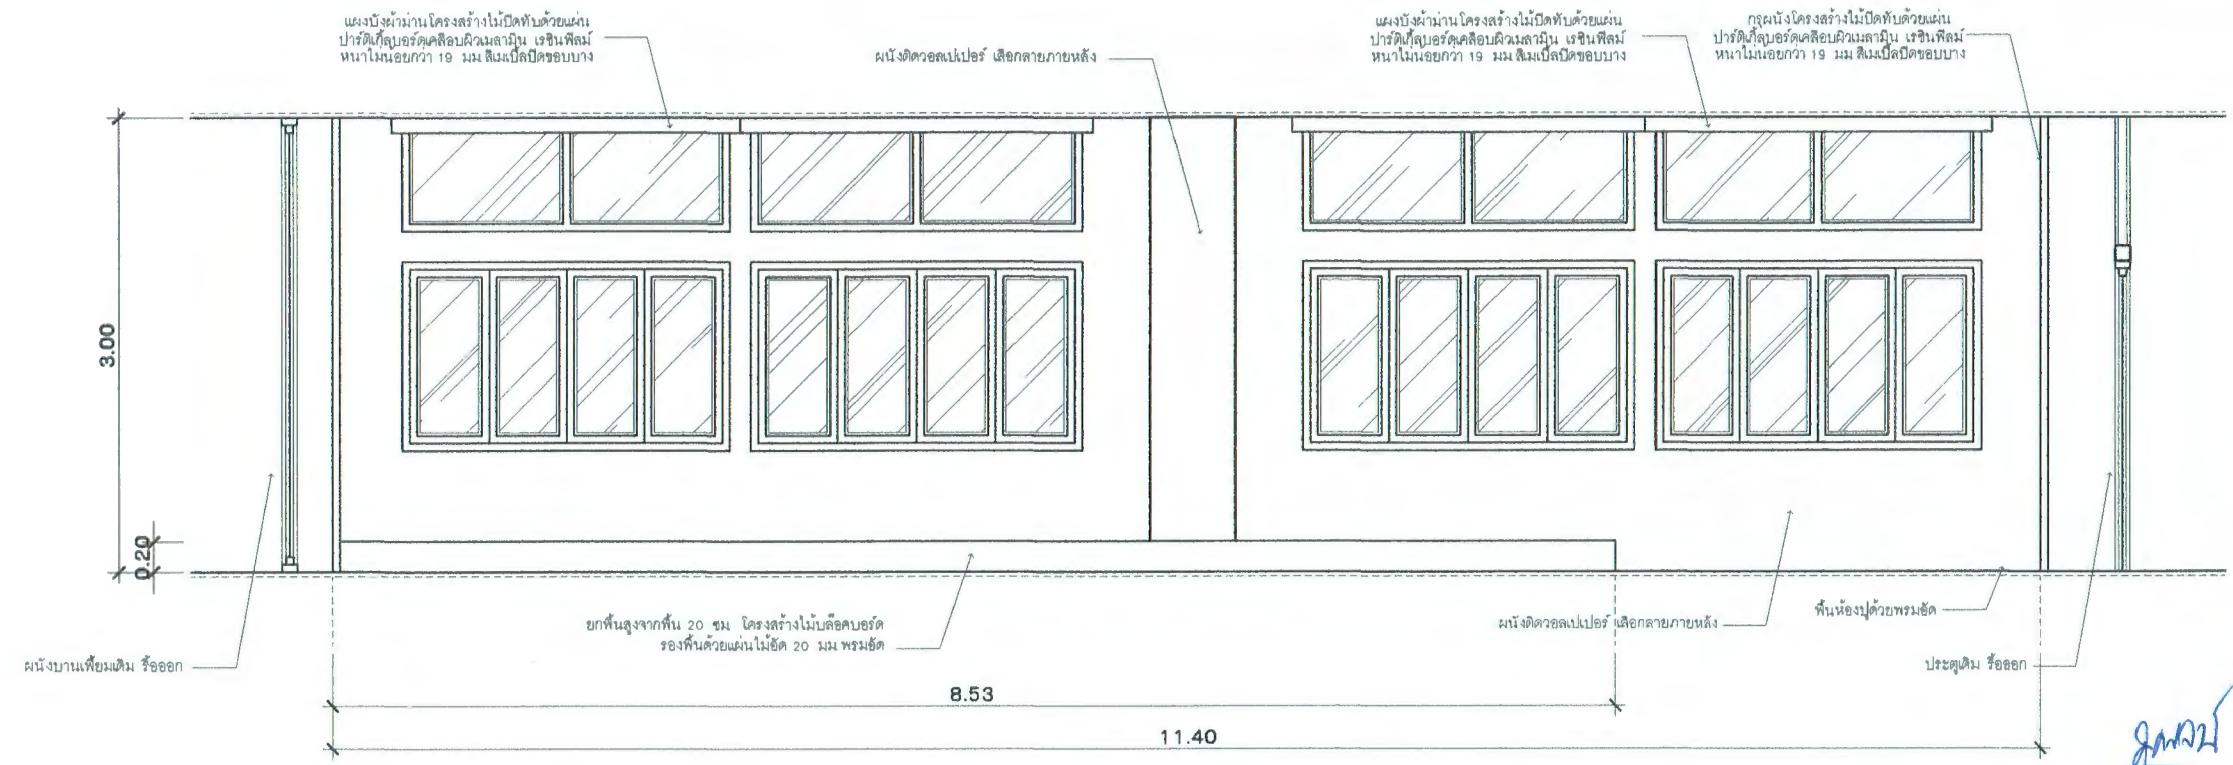 แผงบังผ้าม่านโครงสร้างไม้ปิดทับด้วยแผ่น
ปาร์ติเกิ้ลบอร์ดเคลือบผิวเมลามีน เรซินฟิลม์
หนาไม่น้อยกว่า 19 มม สีเมเปิ้ลปิดขอบบาง
ผนังติดวอลเปเปอร์ เลือกลายภายหลัง
แผงบังผ้าม่านโครงสร้างไม้ปิดทับด้วยแผ่น
ปาร์ติเกิ้ลบอร์ดเคลือบผิวเมลามีน เรซินฟิลม์
หนาไม่น้อยกว่า 19 มม สีเมเปิ้ลปิดขอบบาง
กรุผนังโครงสร้างไม้ปิดทับด้วยแผ่น
ปาร์ติเกิ้ลบอร์ดเคลือบผิวเมลามีน เรซินฟิลม์
หนาไม่น้อยกว่า 19 มม สีเมเปิ้ลปิดขอบบาง
3.00
0.20
ยกพื้นสูงจากพื้น 20 ซม โครงสร้างไม้บล๊อคบอร์ด
รองพื้นด้วยแผ่นไม้อัด 20 มม พรมอัด
ผนังติดวอลเปเปอร์ เลือกลายภายหลัง
พื้นห้องปูด้วยพรมอัด
ผนังบานเฟี้ยมเดิม รื้อออก
ประตูเดิม รื้อออก
8.53
11.40